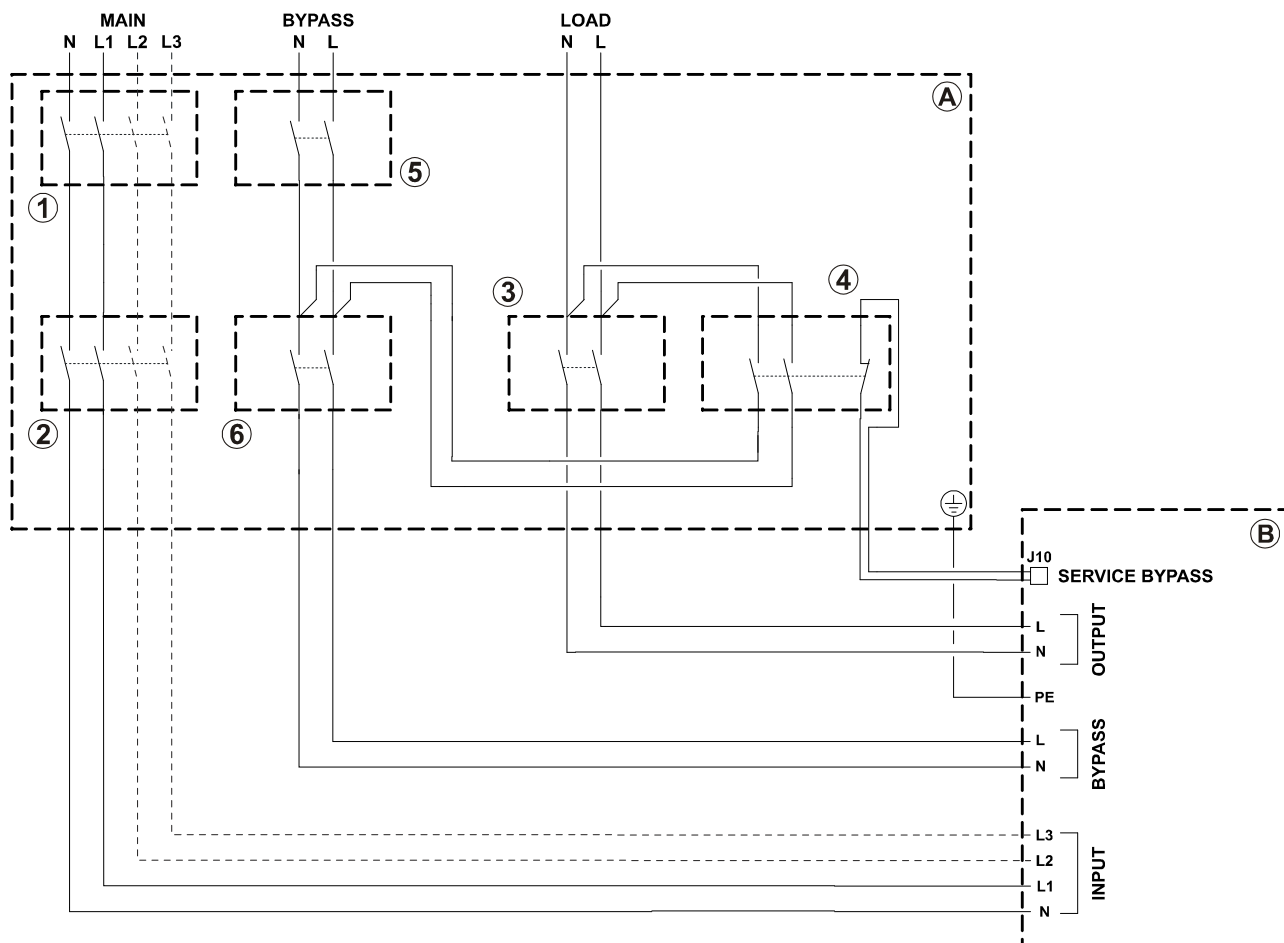 MAIN BYPASS LOAD
N L1 L2 L3 N L N L
A
5
1
4
3
2 6
B
J10
SERVICE BYPASS
L
N
OUTPUT
PE
L
N
BYPASS
L3
L2
L1
N
INPUT